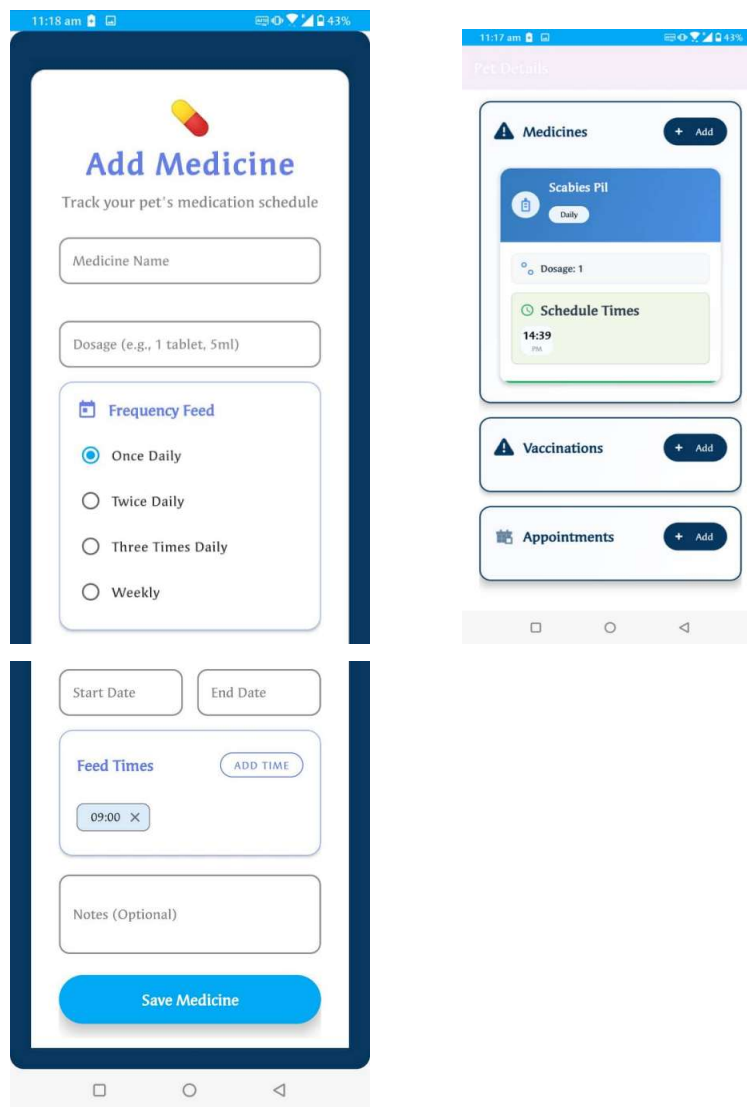 11:18 am 43%
Add Medicine
Track your pet's medication schedule
Medicine Name
Dosage (e.g., 1 tablet, 5ml)
Frequency Feed
Once Daily
Twice Daily
Three Times Daily
Weekly
Start Date End Date
Feed Times ADD TIME
09:00
Notes (Optional)
Save Medicine
11:17 am 43%
Pet Details
Medicines + Add
Scabies Pil
Daily
Dosage: 1
Schedule Times
14:39
PM
Vaccinations + Add
Appointments + Add